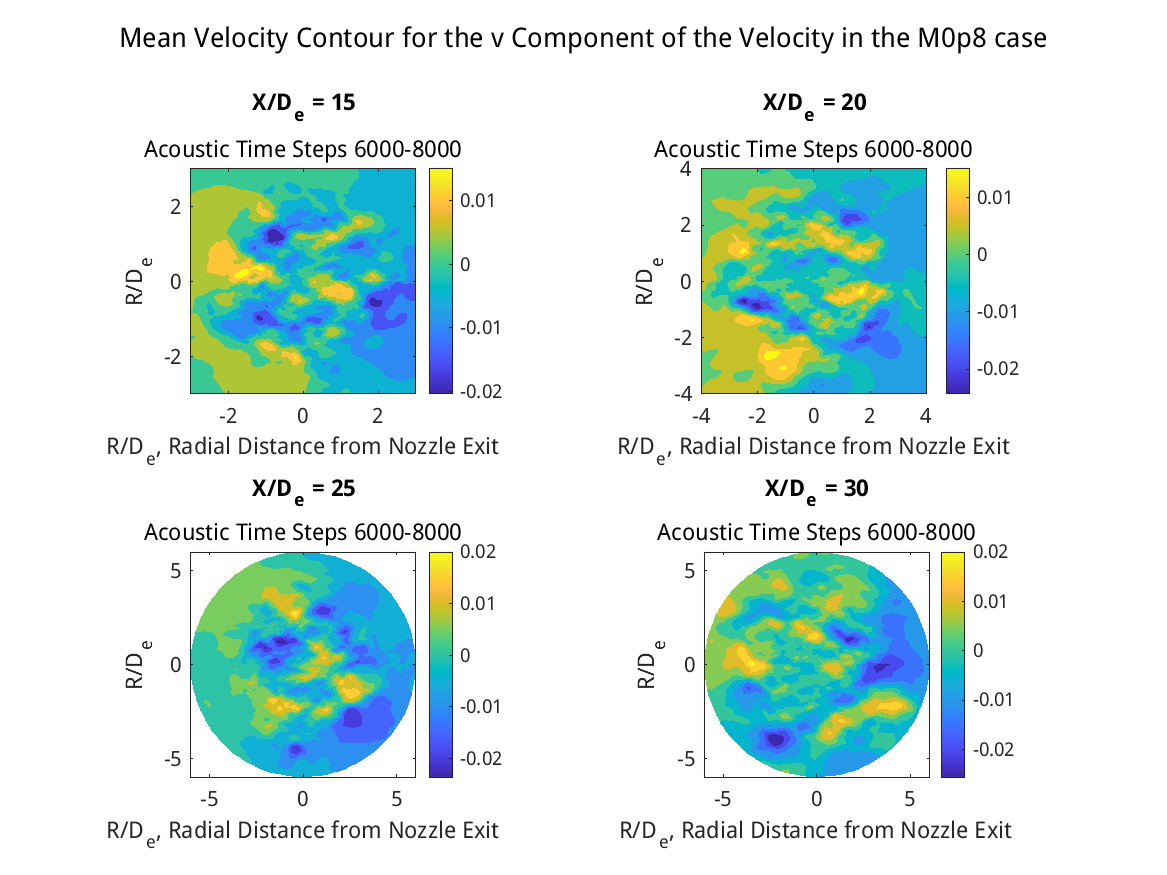 Mean Velocity Contour for the v Component of the Velocity in the M0p8 case
X/De = 15
Acoustic Time Steps 6000-8000
R/De
2
0
-2
-2
0
2
0.01
0
-0.01
-0.02
R/De, Radial Distance from Nozzle Exit
X/De = 20
Acoustic Time Steps 6000-8000
R/De
4
2
0
-2
-4
-4
-2
0
2
4
0.01
0
-0.01
-0.02
R/De, Radial Distance from Nozzle Exit
X/De = 25
Acoustic Time Steps 6000-8000
R/De
5
0
-5
-5
0
5
0.02
0.01
0
-0.01
-0.02
R/De, Radial Distance from Nozzle Exit
X/De = 30
Acoustic Time Steps 6000-8000
R/De
5
0
-5
-5
0
5
0.02
0.01
0
-0.01
-0.02
R/De, Radial Distance from Nozzle Exit